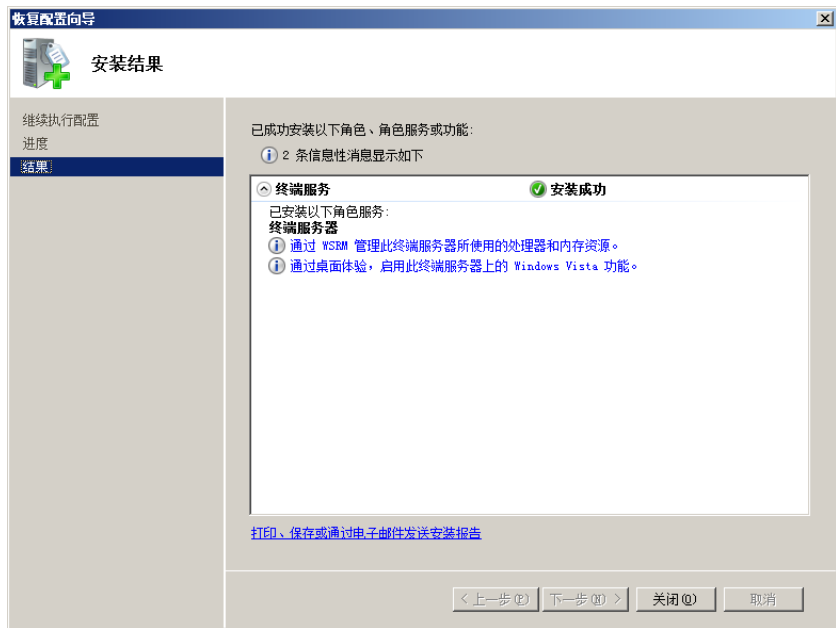 恢复配置向导
安装结果
继续执行配置
进度
结果
已成功安装以下角色、角色服务或功能:
2 条信息性消息显示如下
终端服务
安装成功
已安装以下角色服务:
终端服务器
通过 WSRM 管理此终端服务器所使用的处理器和内存资源。
通过桌面体验，启用此终端服务器上的 Windows Vista 功能。
打印、保存或通过电子邮件发送安装报告
< 上一步(P)
下一步(N) >
关闭(O)
取消